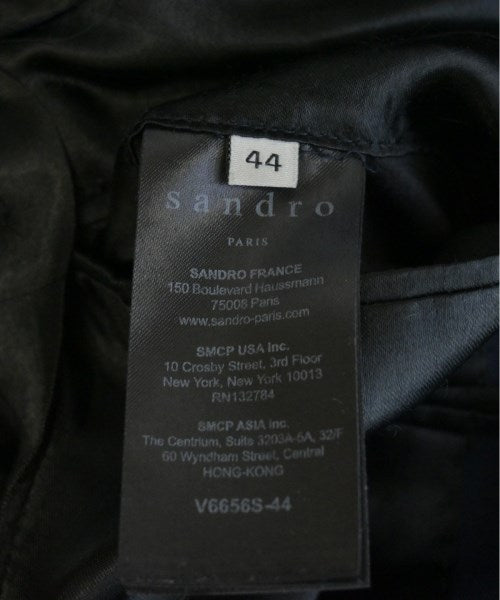 44
sandro
PARIS
SANDRO FRANCE
150 Boulevard Haussmann
75008 Paris
www.sandro-paris.com
SMCP USA Inc.
10 Crosby Street, 3rd Floor
New York, New York 10013
RN132784
SMCP ASIA Inc.
The Centrium, Suits 3203A-5A, 32/F
60 Wyndham Street, Central
HONG-KONG
V6656S-44